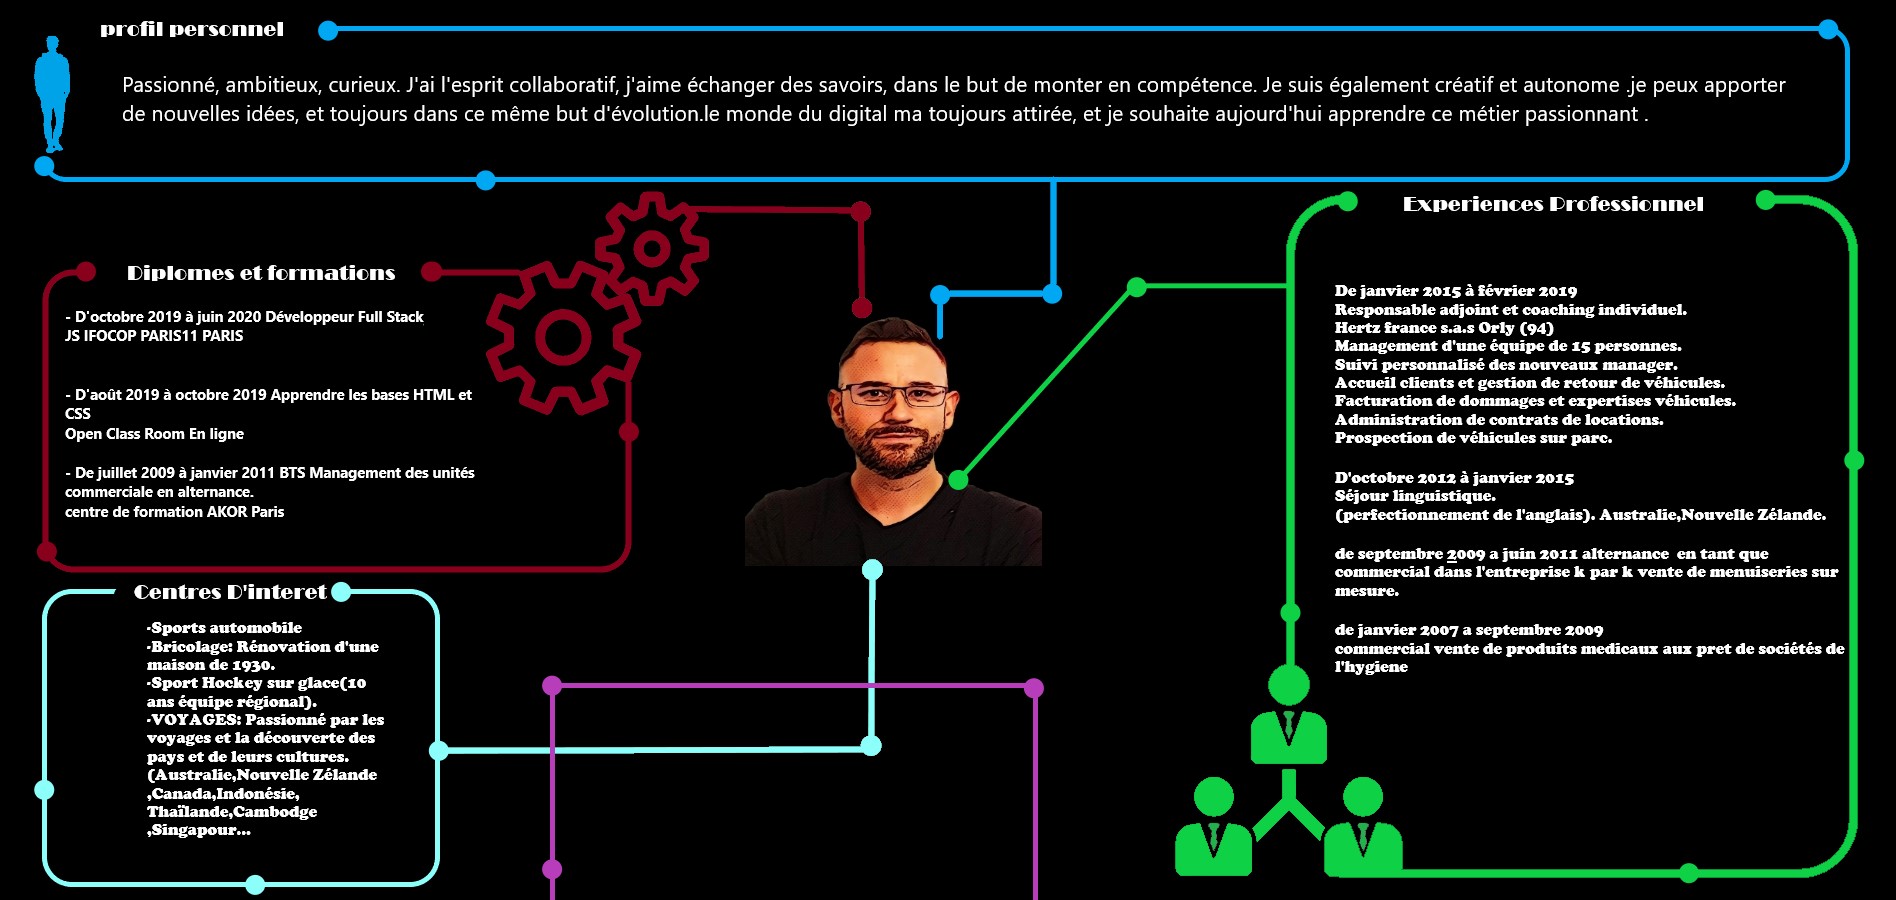 profil personnel
Passionné, ambitieux, curieux. J'ai l'esprit collaboratif, j'aime échanger des savoirs, dans le but de monter en compétence. Je suis également créatif et autonome .je peux apporter
de nouvelles idées, et toujours dans ce même but d'évolution.le monde du digital ma toujours attirée, et je souhaite aujourd'hui apprendre ce métier passionnant .
Diplomes et formations
- D'octobre 2019 à juin 2020 Développeur Full Stack
JS IFOCOP PARIS11 PARIS
- D'août 2019 à octobre 2019 Apprendre les bases HTML et
CSS
Open Class Room En ligne
- De juillet 2009 à janvier 2011 BTS Management des unités
commerciale en alternance.
centre de formation AKOR Paris
Centres D'interet
-Sports automobile
-Bricolage: Rénovation d'une
maison de 1930.
-Sport Hockey sur glace(10
ans équipe régional).
-VOYAGES: Passionné par les
voyages et la découverte des
pays et de leurs cultures.
(Australie,Nouvelle Zélande
,Canada,Indonésie,
Thaïlande,Cambodge
,Singapour...
Experiences Professionnel
De janvier 2015 à février 2019
Responsable adjoint et coaching individuel.
Hertz france s.a.s Orly (94)
Management d'une équipe de 15 personnes.
Suivi personnalisé des nouveaux manager.
Accueil clients et gestion de retour de véhicules.
Facturation de dommages et expertises véhicules.
Administration de contrats de locations.
Prospection de véhicules sur parc.
D'octobre 2012 à janvier 2015
Séjour linguistique.
(perfectionnement de l'anglais). Australie,Nouvelle Zélande.
de septembre 2009 a juin 2011 alternance  en tant que
commercial dans l'entreprise k par k vente de menuiseries sur
mesure.
de janvier 2007 a septembre 2009
commercial vente de produits medicaux aux pret de sociétés de
l'hygiene